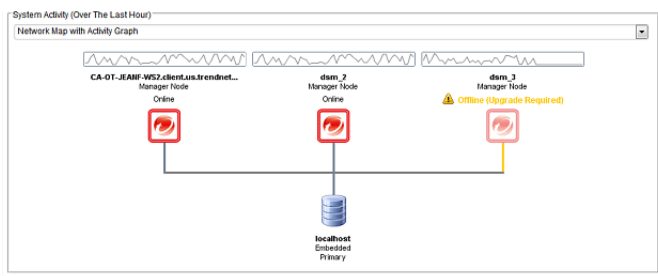 System Activity (Over The Last Hour)
Network Map with Activity Graph
CA-OT-JEANF-WS2.client.us.trendnet...
Manager Node
Online
dsm_2
Manager Node
Online
dsm_3
Manager Node
Offline (Upgrade Required)
localhost
Embedded
Primary